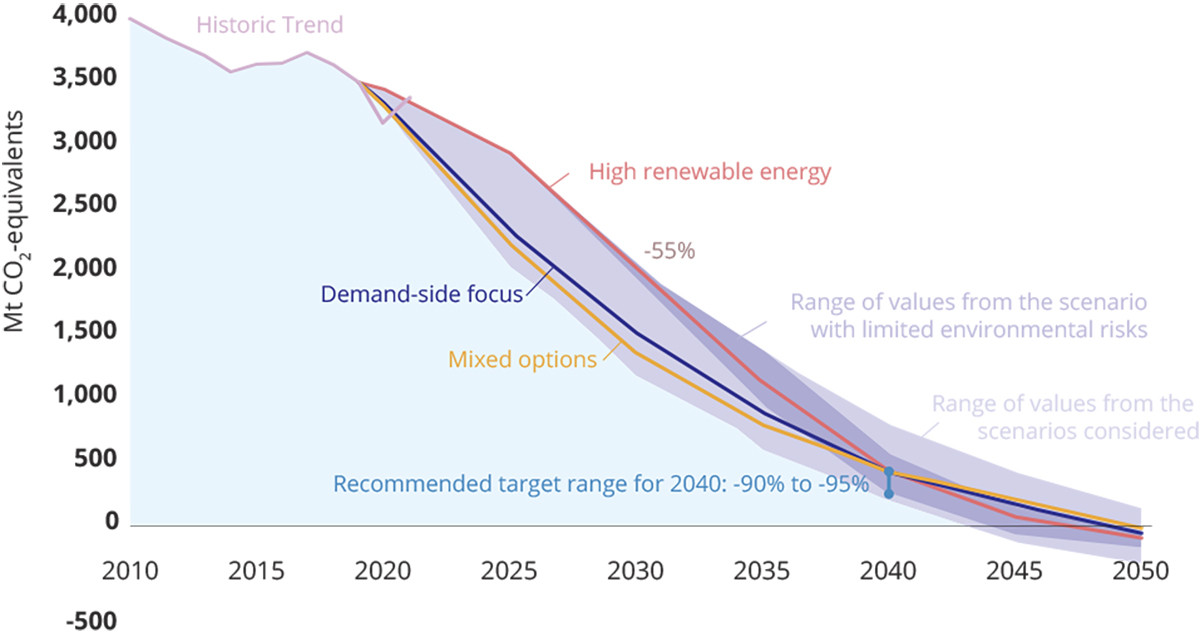 4,000
3,500
3,000
2,500
2,000
1,500
1,000
500
0
-500
Mt CO₂-equivalents
Historic Trend
High renewable energy
-55%
Demand-side focus
Range of values from the scenario
with limited environmental risks
Mixed options
Range of values from the
scenarios considered
Recommended target range for 2040: -90% to -95%
2010 2015 2020 2025 2030 2035 2040 2045 2050